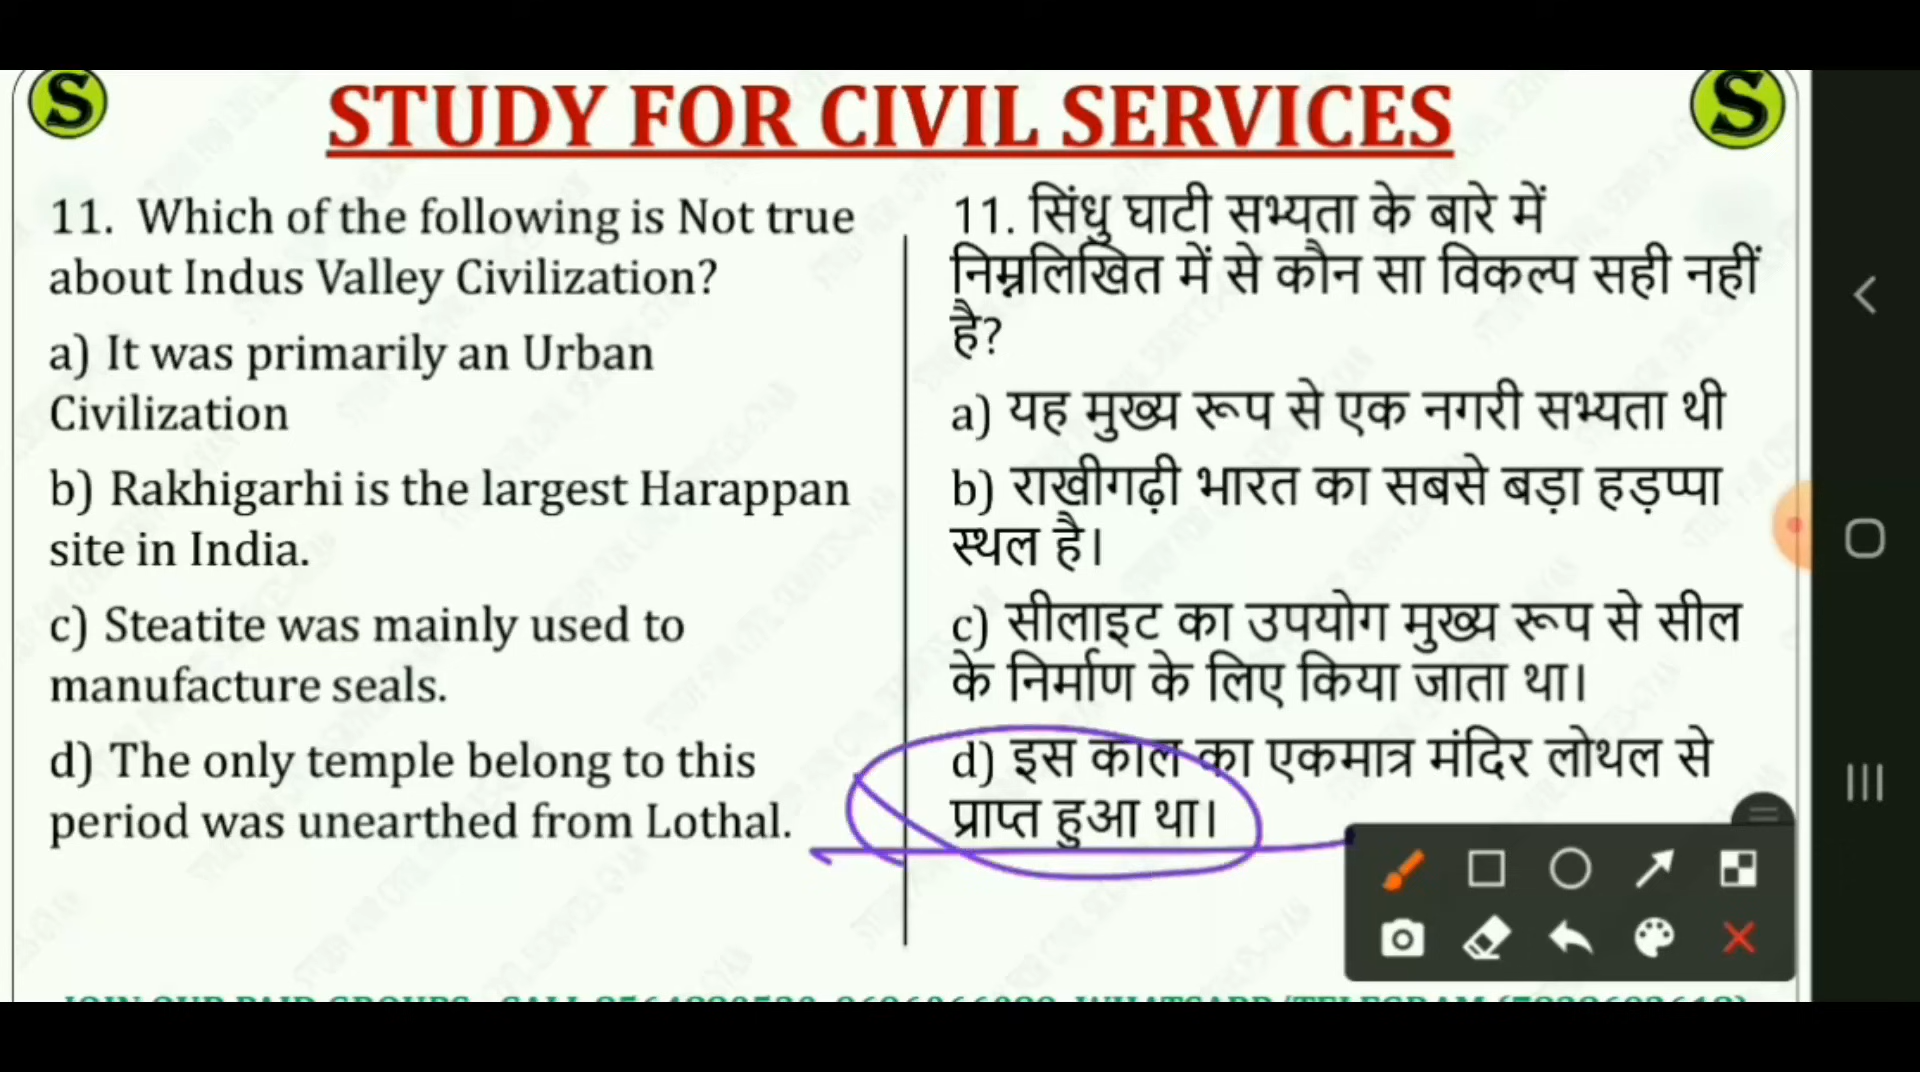 STUDY FOR CIVIL SERVICES
S
S
11. Which of the following is Not true
about Indus Valley Civilization?
a) It was primarily an Urban
Civilization
b) Rakhigarhi is the largest Harappan
site in India.
c) Steatite was mainly used to
manufacture seals.
d) The only temple belong to this
period was unearthed from Lothal.
11. सिंधु घाटी सभ्यता के बारे में
निम्नलिखित में से कौन सा विकल्प सही नहीं
है?
a) यह मुख्य रूप से एक नगरी सभ्यता थी
b) राखीगढ़ी भारत का सबसे बड़ा हड़प्पा
स्थल है।
c) सीलाइट का उपयोग मुख्य रूप से सील
के निर्माण के लिए किया जाता था।
d) इस काल का एकमात्र मंदिर लोथल से
प्राप्त हुआ था।